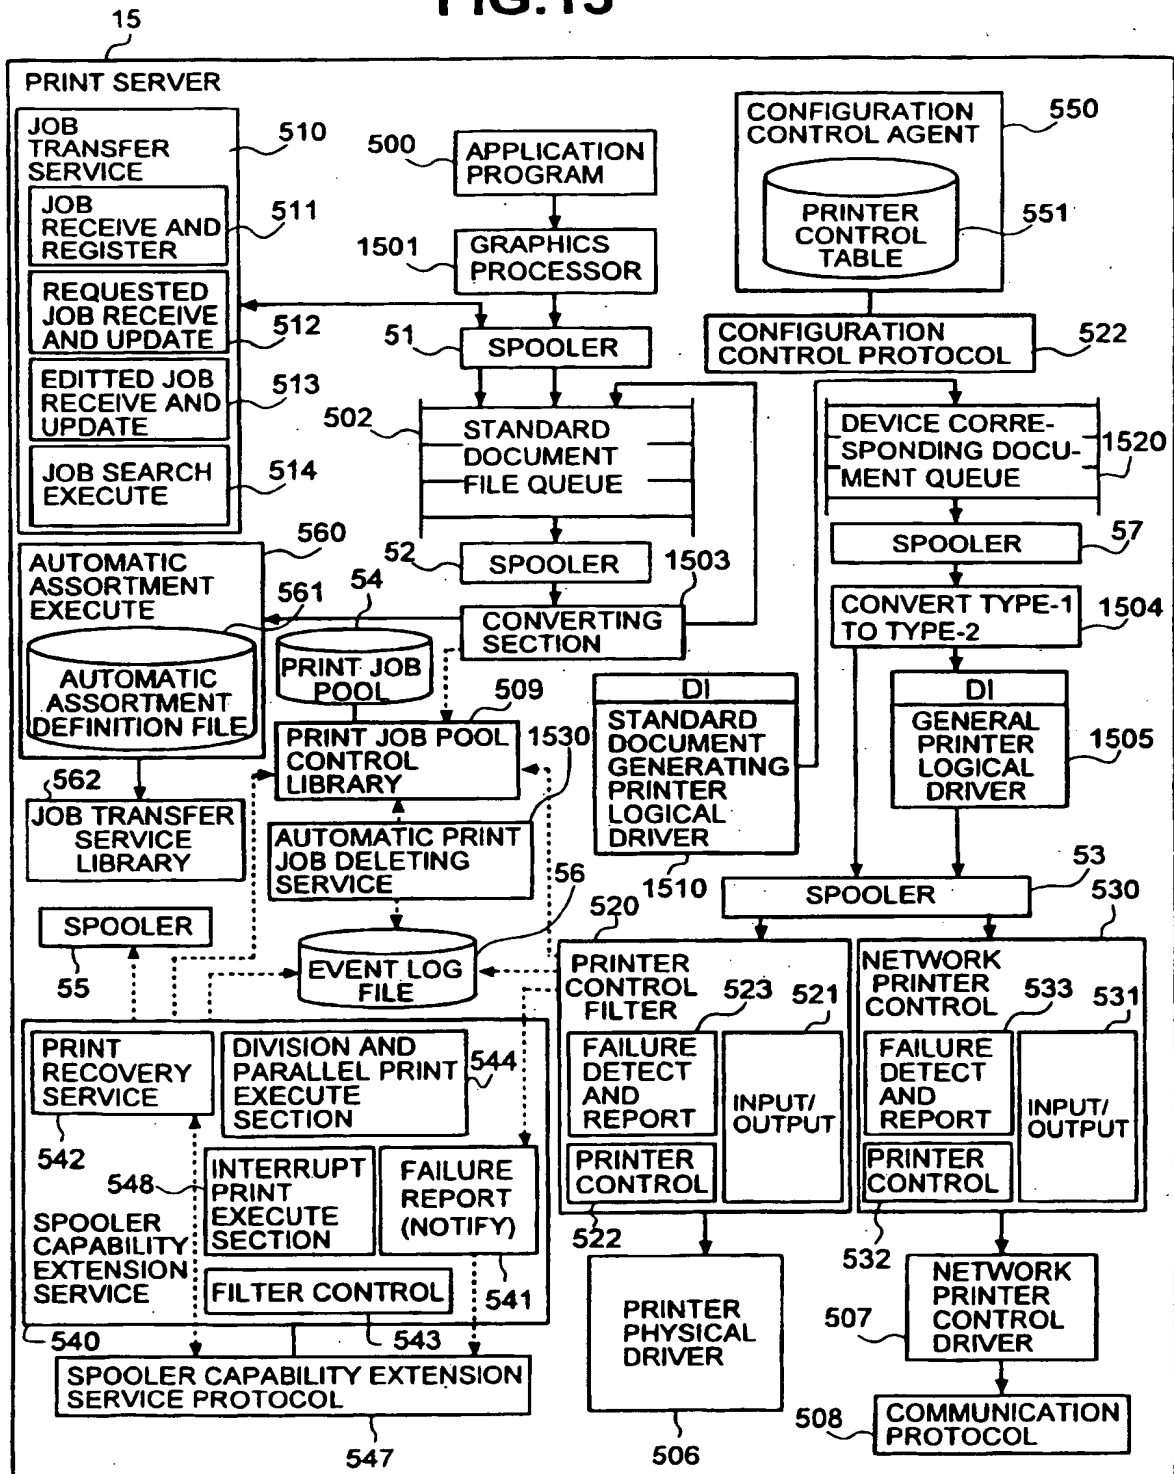 FIG.15
15
PRINT SERVER
JOB
TRANSFER
SERVICE
510
JOB
RECEIVE AND
REGISTER
511
REQUESTED
JOB RECEIVE
AND UPDATE
512
EDITTED JOB
RECEIVE AND
UPDATE
513
JOB SEARCH
EXECUTE
514
500
APPLICATION
PROGRAM
1501
GRAPHICS
PROCESSOR
51
SPOOLER
502
STANDARD
DOCUMENT
FILE QUEUE
52
SPOOLER
1503
CONVERTING
SECTION
CONFIGURATION
CONTROL AGENT
550
PRINTER
CONTROL
TABLE
551
CONFIGURATION
CONTROL PROTOCOL
522
DEVICE CORRE-
SPONDING DOCU-
MENT QUEUE
1520
SPOOLER
57
CONVERT TYPE-1
TO TYPE-2
1504
DI
GENERAL
PRINTER
LOGICAL
DRIVER
1505
DI
STANDARD
DOCUMENT
GENERATING
PRINTER
LOGICAL
DRIVER
1510
AUTOMATIC
ASSORTMENT
EXECUTE
560
561
AUTOMATIC
ASSORTMENT
DEFINITION FILE
562
JOB TRANSFER
SERVICE
LIBRARY
54
PRINT JOB
POOL
509
PRINT JOB POOL
CONTROL
LIBRARY
1530
AUTOMATIC PRINT
JOB DELETING
SERVICE
56
EVENT LOG
FILE
SPOOLER
55
SPOOLER
53
520
PRINTER
CONTROL
FILTER
523
521
FAILURE
DETECT
AND
REPORT
INPUT/
OUTPUT
PRINTER
CONTROL
522
530
NETWORK
PRINTER
CONTROL
533
531
FAILURE
DETECT
AND
REPORT
INPUT/
OUTPUT
PRINTER
CONTROL
532
PRINT
RECOVERY
SERVICE
542
DIVISION AND
PARALLEL PRINT
EXECUTE
SECTION
544
548
INTERRUPT
PRINT
EXECUTE
SECTION
FAILURE
REPORT
(NOTIFY)
541
SPOOLER
CAPABILITY
EXTENSION
SERVICE
540
FILTER CONTROL
543
SPOOLER CAPABILITY EXTENSION
SERVICE PROTOCOL
547
PRINTER
PHYSICAL
DRIVER
506
507
NETWORK
PRINTER
CONTROL
DRIVER
508
COMMUNICATION
PROTOCOL